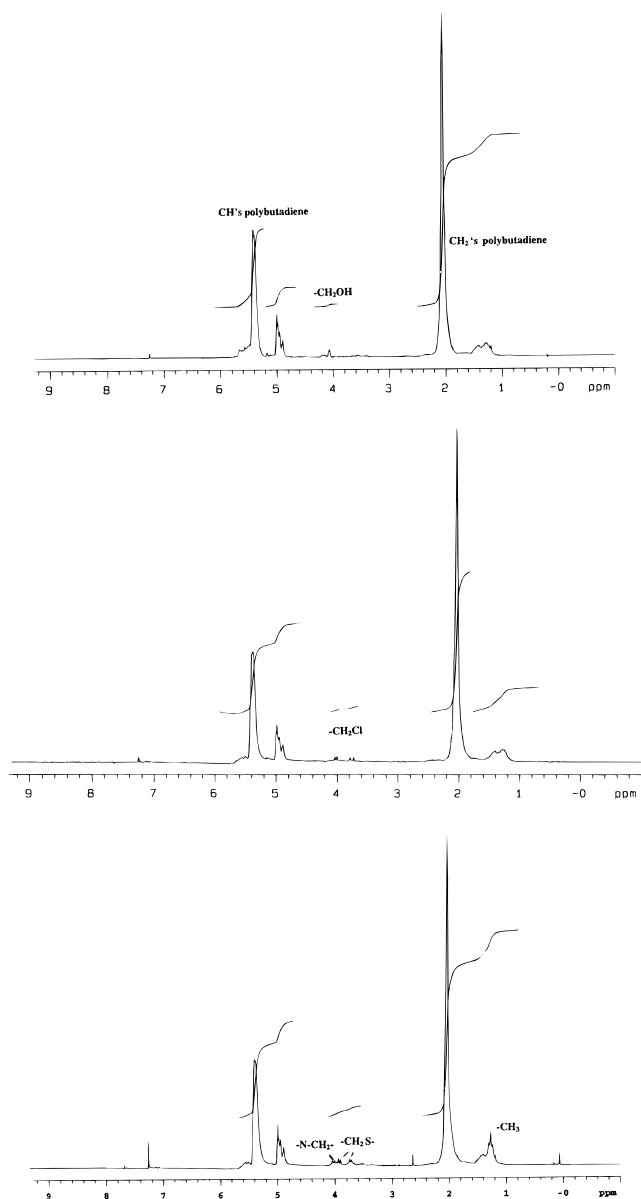 CH's polybutadiene
CH₂'s polybutadiene
-CH₂OH
9 8 7 6 5 4 3 2 1 -0 ppm
-CH₂Cl
9 8 7 6 5 4 3 2 1 -0 ppm
-N-CH₂- -CH₂S- -CH₃
9 8 7 6 5 4 3 2 1 -0 ppm